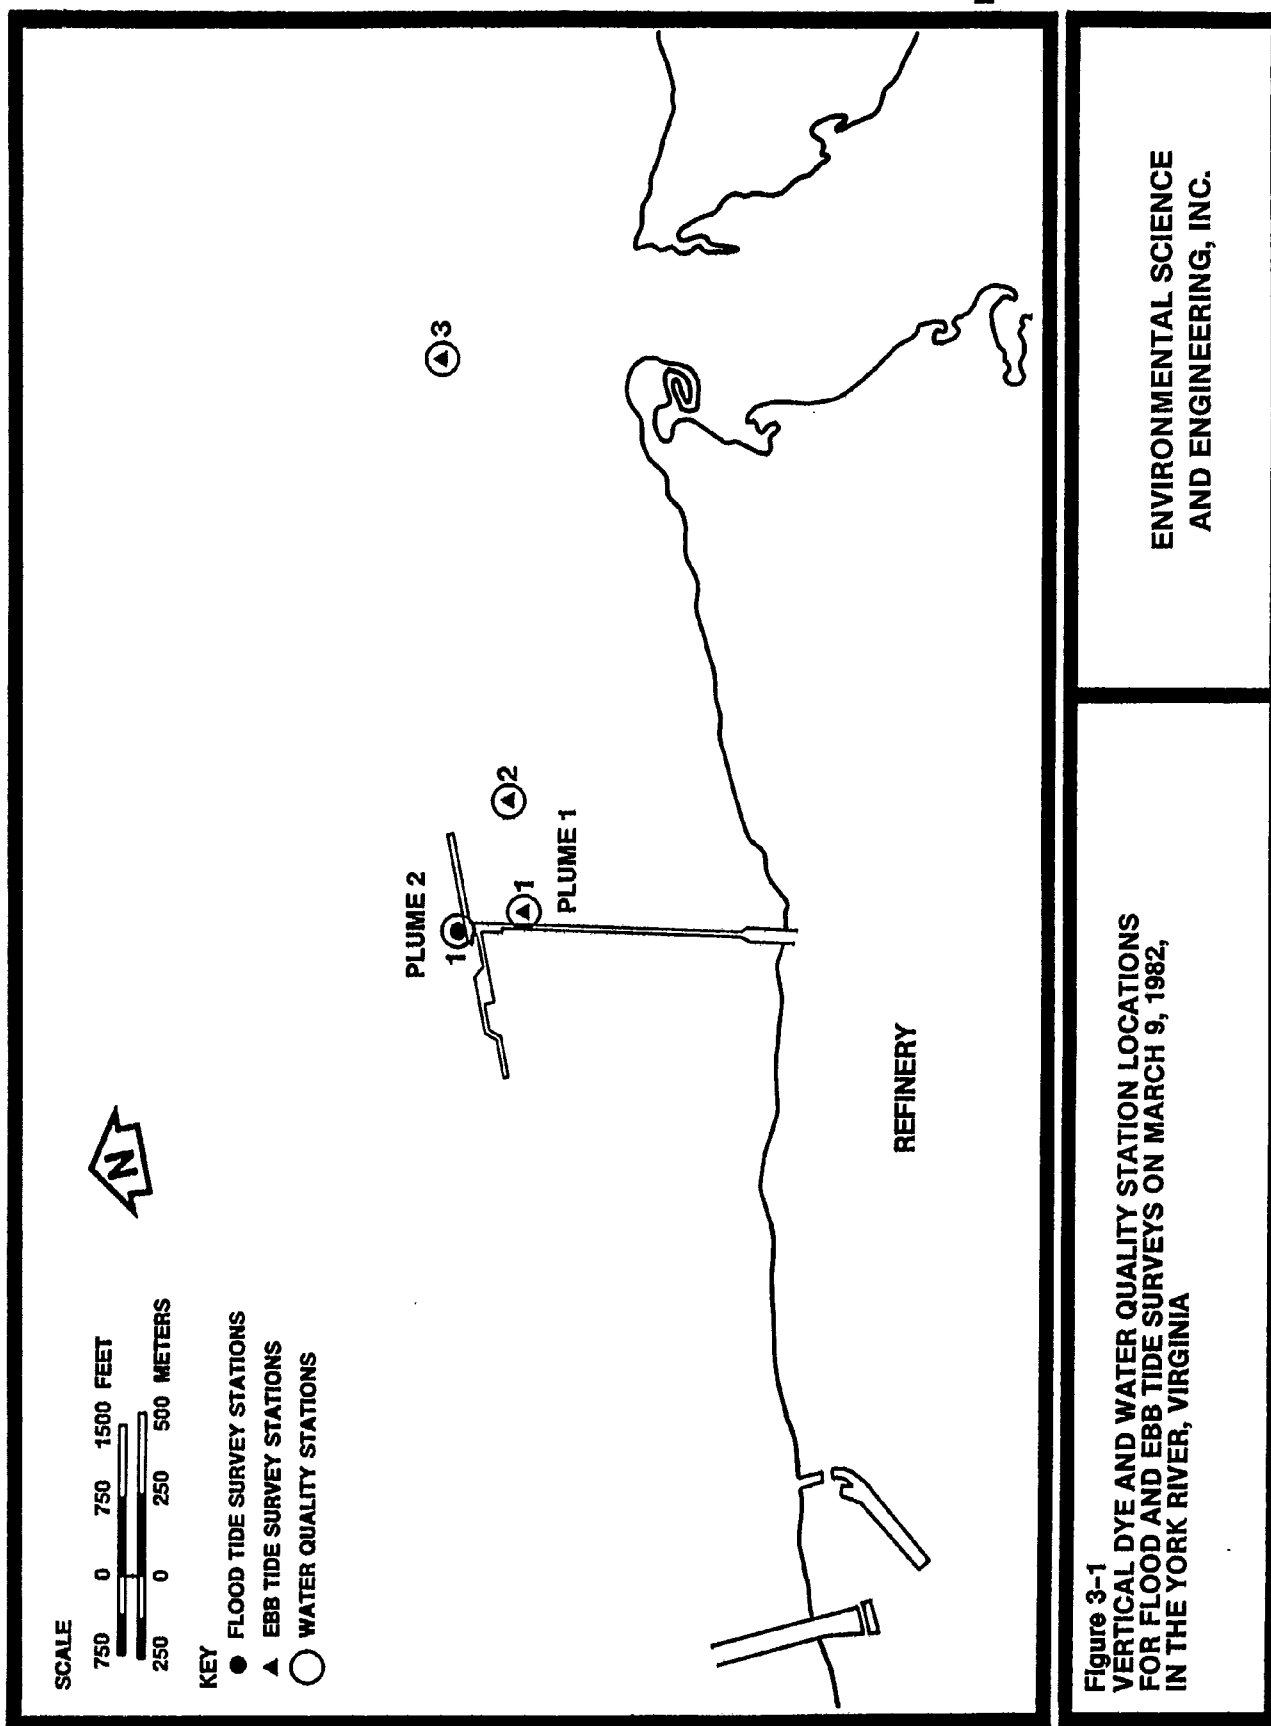 SCALE
750 0 750 1500 FEET
250 0 250 500 METERS
KEY
FLOOD TIDE SURVEY STATIONS
EBB TIDE SURVEY STATIONS
WATER QUALITY STATIONS
N
PLUME 2
1
1
PLUME 1
2
3
REFINERY
Figure 3-1
VERTICAL DYE AND WATER QUALITY STATION LOCATIONS
FOR FLOOD AND EBB TIDE SURVEYS ON MARCH 9, 1982,
IN THE YORK RIVER, VIRGINIA
ENVIRONMENTAL SCIENCE
AND ENGINEERING, INC.